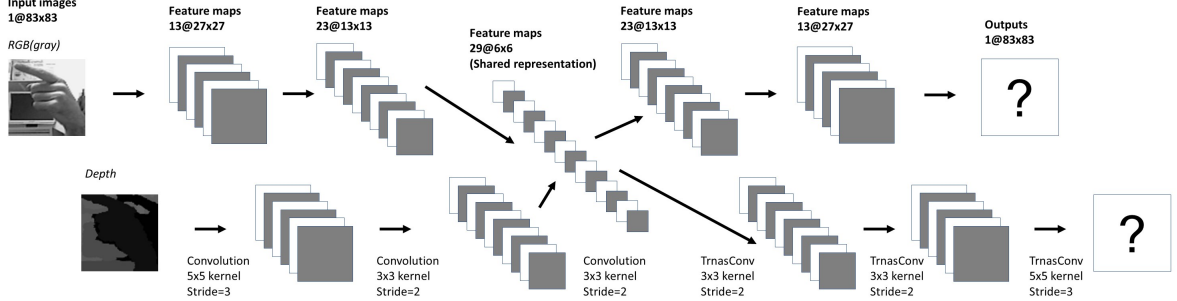 Input images
1@83x83
RGB(gray)
Feature maps
13@27x27
Feature maps
23@13x13
Feature maps
29@6x6
(Shared representation)
Feature maps
23@13x13
Feature maps
13@27x27
Outputs
1@83x83
?
Depth
Convolution
5x5 kernel
Stride=3
Convolution
3x3 kernel
Stride=2
Convolution
3x3 kernel
Stride=2
TrnasConv
3x3 kernel
Stride=2
TrnasConv
3x3 kernel
Stride=2
TrnasConv
5x5 kernel
Stride=3
?